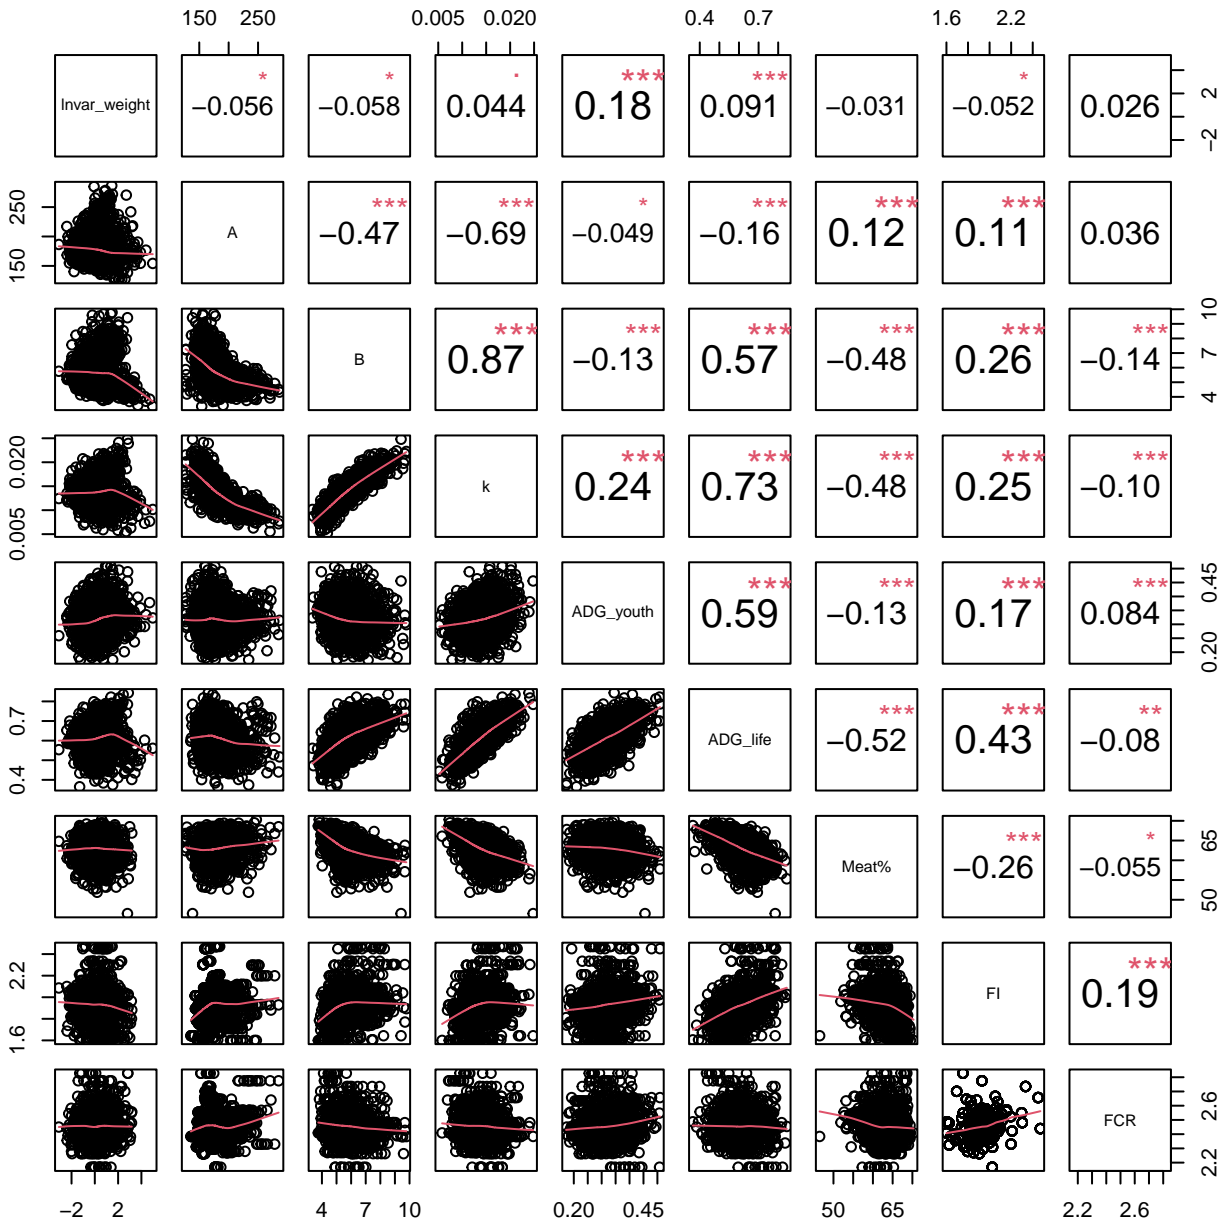 150 250 0.005 0.020 0.4 0.7 1.6 2.2
* * . *** *** *
lnvar_weight −0.056 −0.058 0.044 0.18 0.091 −0.031 −0.052 0.026 −2 2
*** *** * *** *** ***
150 250 A −0.47 −0.69 −0.049 −0.16 0.12 0.11 0.036
*** *** *** *** *** ***
B 0.87 −0.13 0.57 −0.48 0.26 −0.14 4 7 10
*** *** *** *** ***
0.005 0.020 k 0.24 0.73 −0.48 0.25 −0.10
*** *** *** ***
ADG_youth 0.59 −0.13 0.17 0.084 0.20 0.45
*** *** **
0.4 0.7 ADG_life −0.52 0.43 −0.08
*** *
Meat% −0.26 −0.055 50 65
***
1.6 2.2 FI 0.19
FCR 2.2 2.6
−2 2 4 7 10 0.20 0.45 50 65 2.2 2.6